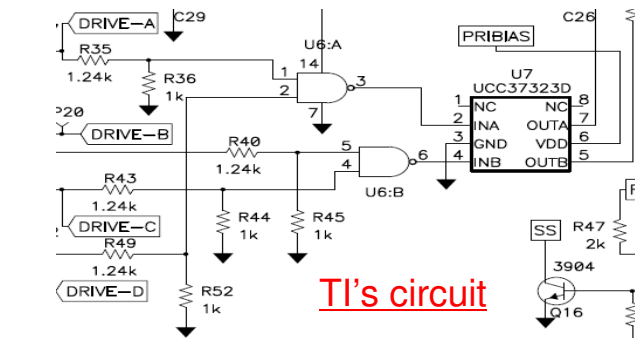 DRIVE-A
C29
C26
R35
U6:A
PRIBIAS
1.24k
R36
1k
14
1
2
3
7
U7
UCC37323D
1 NC NC 8
2 INA OUTA 7
3 GND VDD 6
4 INB OUTB 5
P20
DRIVE-B
R40
1.24k
5
4
6
U6:B
R43
1.24k
R44
1k
R45
1k
DRIVE-C
R49
1.24k
SS
R47
2k
DRIVE-D
R52
1k
TI's circuit
3904
Q16